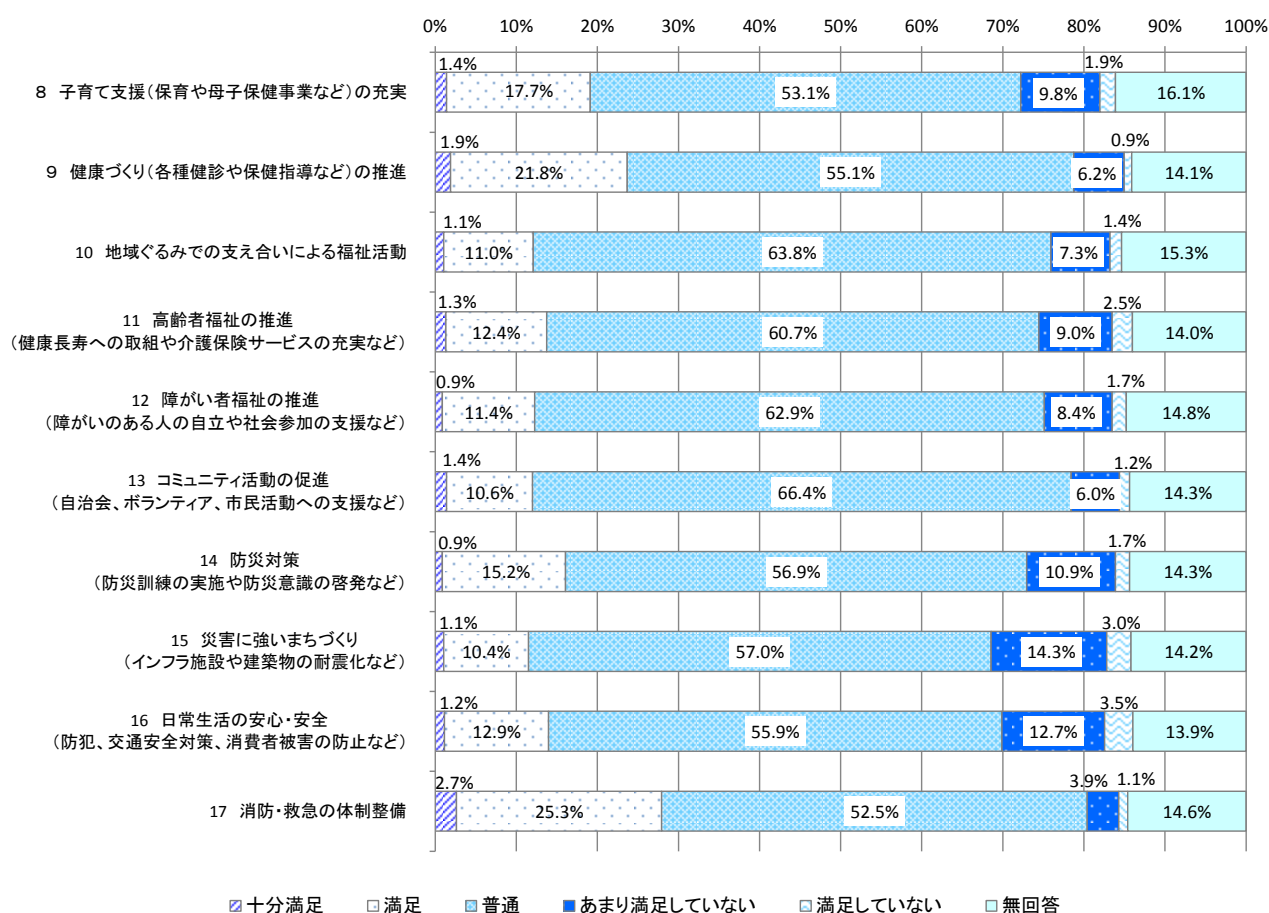 0% 10% 20% 30% 40% 50% 60% 70% 80% 90% 100%
8 子育て支援(保育や母子保健事業など)の充実
1.4% 17.7% 53.1% 9.8% 1.9% 16.1%
9 健康づくり(各種健診や保健指導など)の推進
1.9% 21.8% 55.1% 6.2% 0.9% 14.1%
10 地域ぐるみでの支え合いによる福祉活動
1.1% 11.0% 63.8% 7.3% 1.4% 15.3%
11 高齢者福祉の推進
(健康長寿への取組や介護保険サービスの充実など)
1.3% 12.4% 60.7% 9.0% 2.5% 14.0%
12 障がい者福祉の推進
(障がいのある人の自立や社会参加の支援など)
0.9% 11.4% 62.9% 8.4% 1.7% 14.8%
13 コミュニティ活動の促進
(自治会、ボランティア、市民活動への支援など)
1.4% 10.6% 66.4% 6.0% 1.2% 14.3%
14 防災対策
(防災訓練の実施や防災意識の啓発など)
0.9% 15.2% 56.9% 10.9% 1.7% 14.3%
15 災害に強いまちづくり
(インフラ施設や建築物の耐震化など)
1.1% 10.4% 57.0% 14.3% 3.0% 14.2%
16 日常生活の安心・安全
(防犯、交通安全対策、消費者被害の防止など)
1.2% 12.9% 55.9% 12.7% 3.5% 13.9%
17 消防・救急の体制整備
2.7% 25.3% 52.5% 3.9% 1.1% 14.6%
十分満足 満足 普通 あまり満足していない 満足していない 無回答